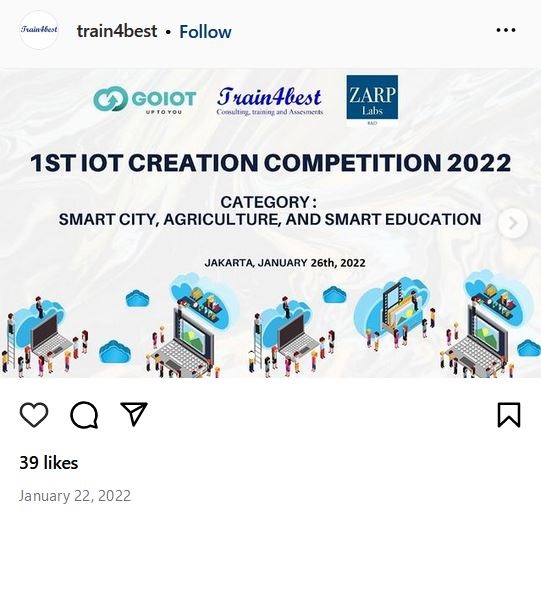 Train4best
train4best • Follow
GOIOT
UP TO YOU
Train4best
Consulting, training and Assesments
ZARP
Labs
R&D
1ST IOT CREATION COMPETITION 2022
CATEGORY :
SMART CITY, AGRICULTURE, AND SMART EDUCATION
JAKARTA, JANUARY 26th, 2022
39 likes
January 22, 2022